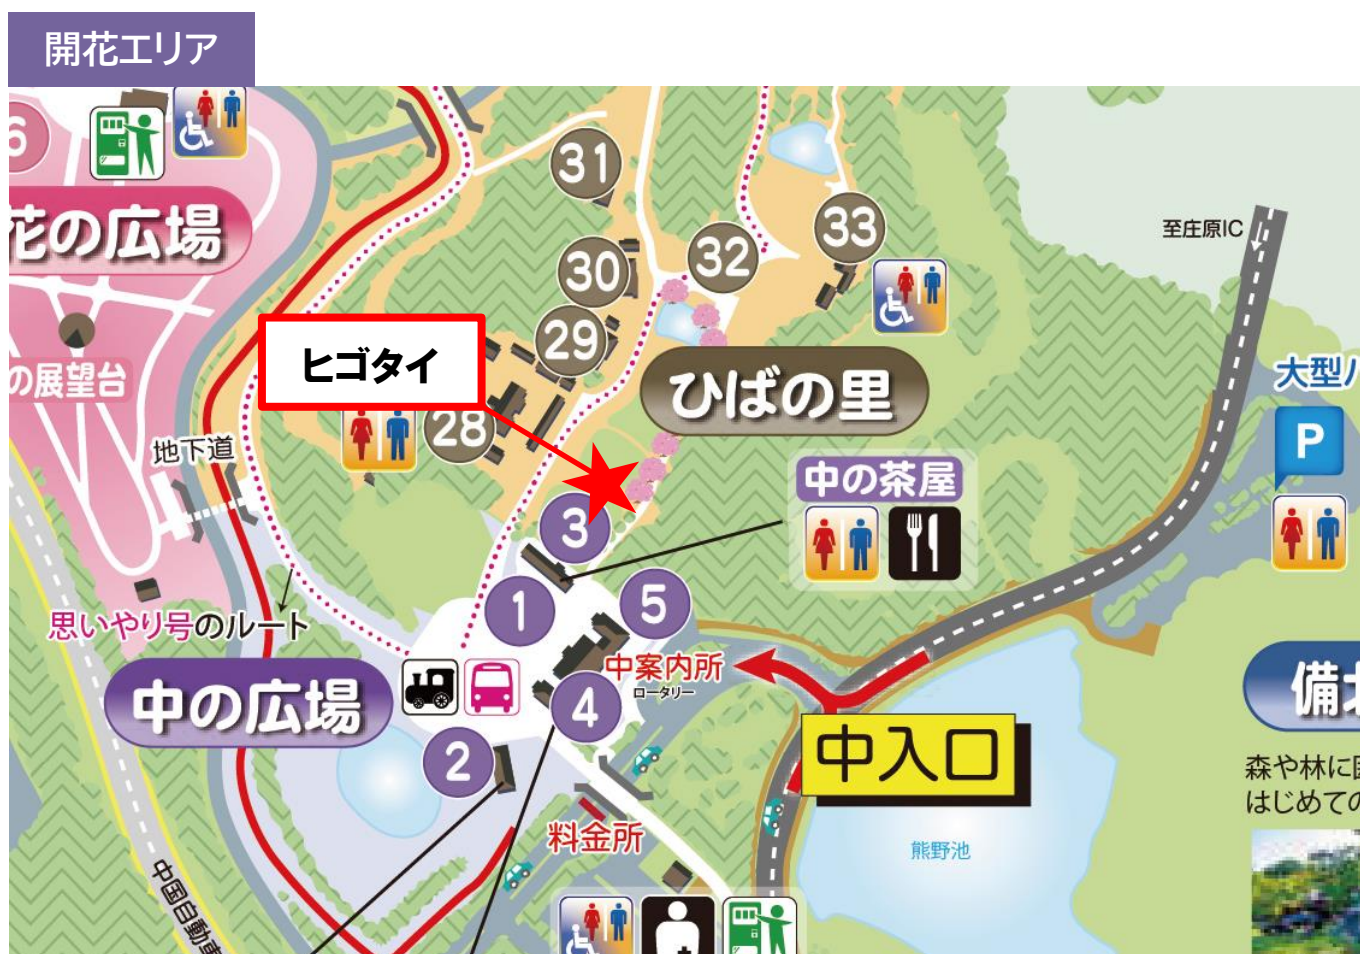 開花エリア
6
花の広場
の展望台
31
30
29
28
32
33
至庄原IC
ヒゴタイ
ひばの里
大型バ
P
地下道
中の茶屋
3
1
5
思いやり号のルート
中の広場
中案内所
ロータリー
4
2
中入口
料金所
熊野池
中国自動車
備北
森や林に
はじめての